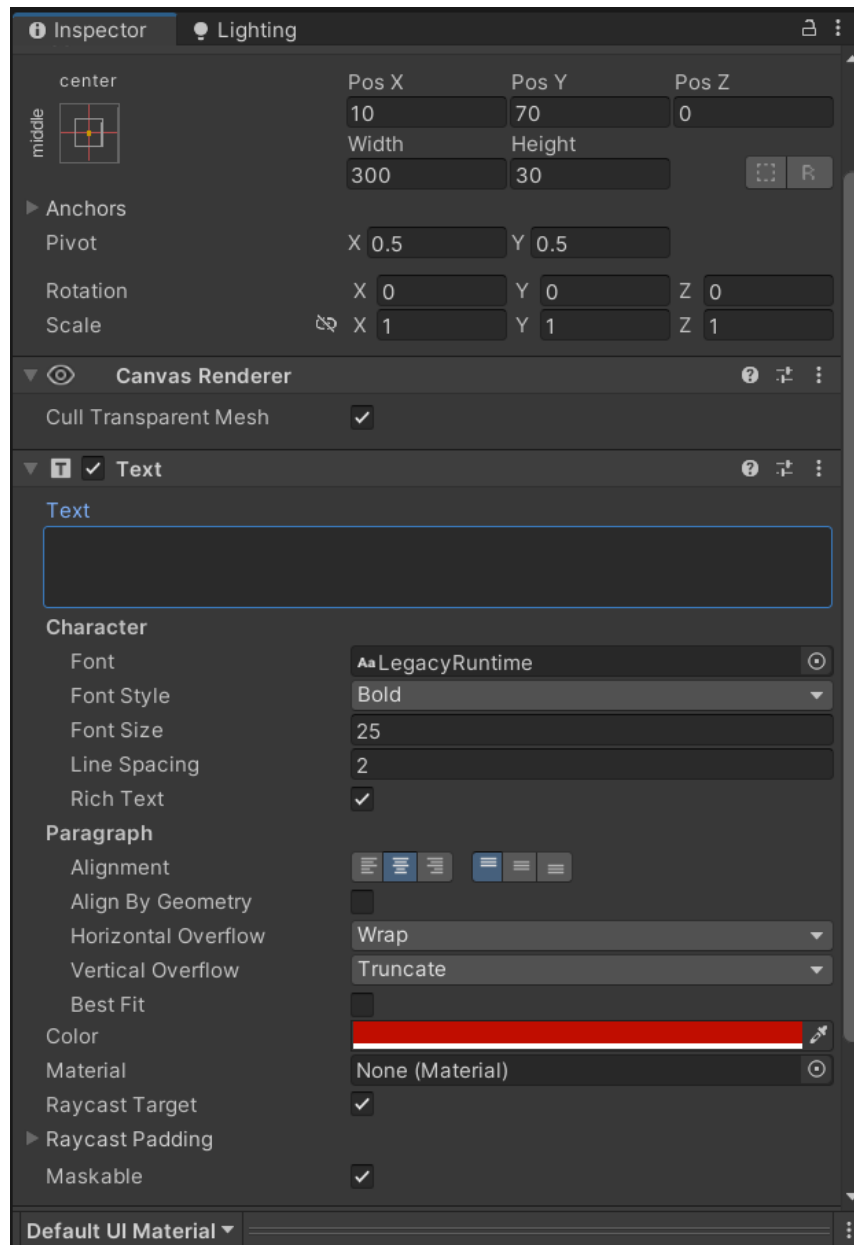 Inspector Lighting
center
middle
Pos X Pos Y Pos Z
10 70 0
Width Height
300 30 R
Anchors
Pivot X 0.5 Y 0.5
Rotation X 0 Y 0 Z 0
Scale X 1 Y 1 Z 1
Canvas Renderer
Cull Transparent Mesh
T Text
Text
Character
Font Aa LegacyRuntime
Font Style Bold
Font Size 25
Line Spacing 2
Rich Text
Paragraph
Alignment
Align By Geometry
Horizontal Overflow Wrap
Vertical Overflow Truncate
Best Fit
Color
Material None (Material)
Raycast Target
Raycast Padding
Maskable
Default UI Material